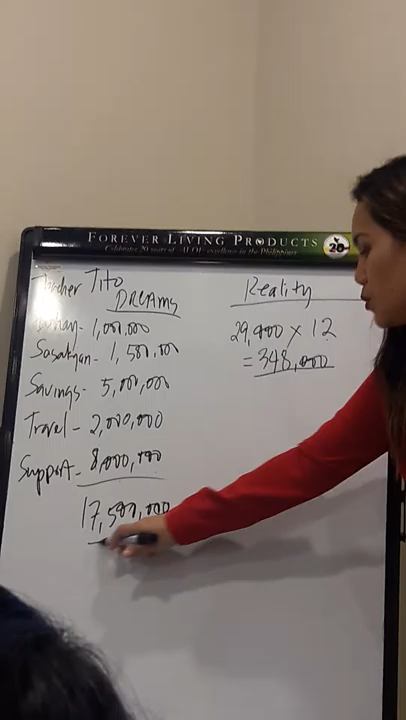 FOREVER LIVING PRODUCTS
Celebrate 20 years of ALOE-excellence in the Philippines
20
Teacher Tito
DREAMS
1,000,000
Sasakyan - 1,500,000
Savings - 5,000,000
Travel - 2,000,000
Support - 8,000,000
17,500,000
Reality
29,000 x 12
= 348,000